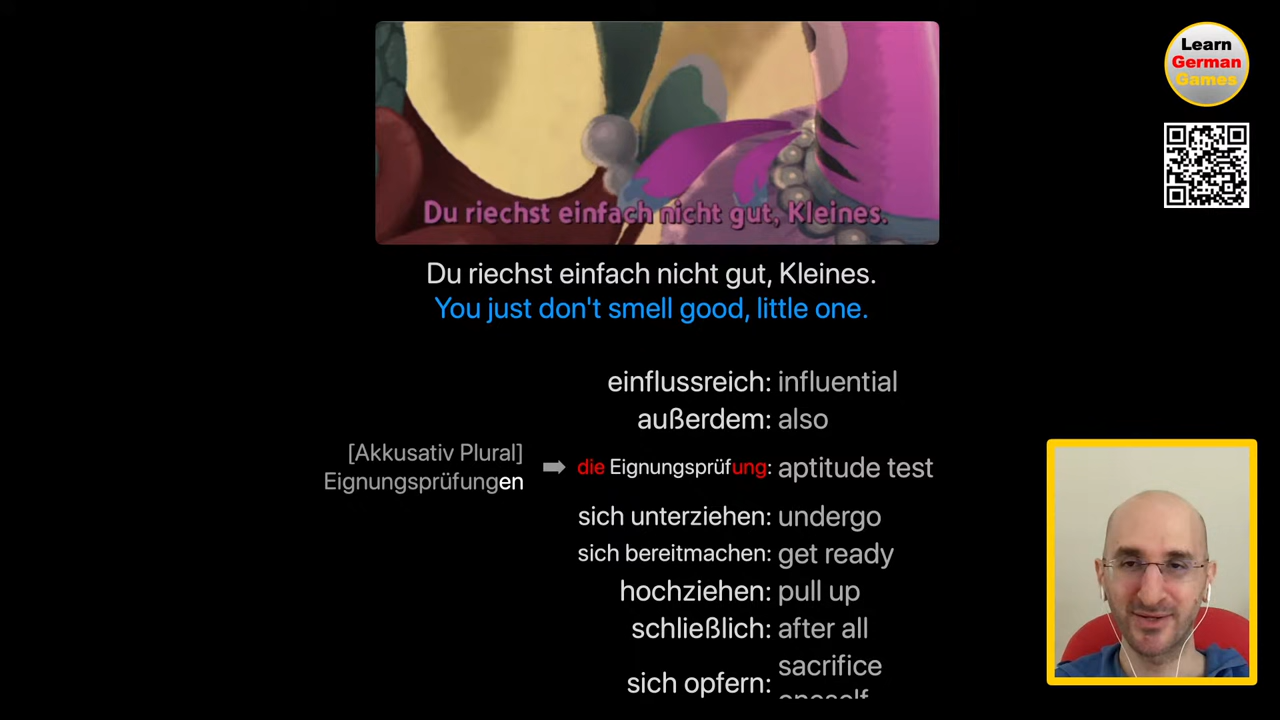 Learn
German
Games
Du riechst einfach nicht gut, Kleines.
Du riechst einfach nicht gut, Kleines.
You just don't smell good, little one.
einflussreich: influential
außerdem: also
[Akkusativ Plural]
Eignungsprüfungen ➡ die Eignungsprüfung: aptitude test
sich unterziehen: undergo
sich bereitmachen: get ready
hochziehen: pull up
schließlich: after all
sich opfern: sacrifice
oneself